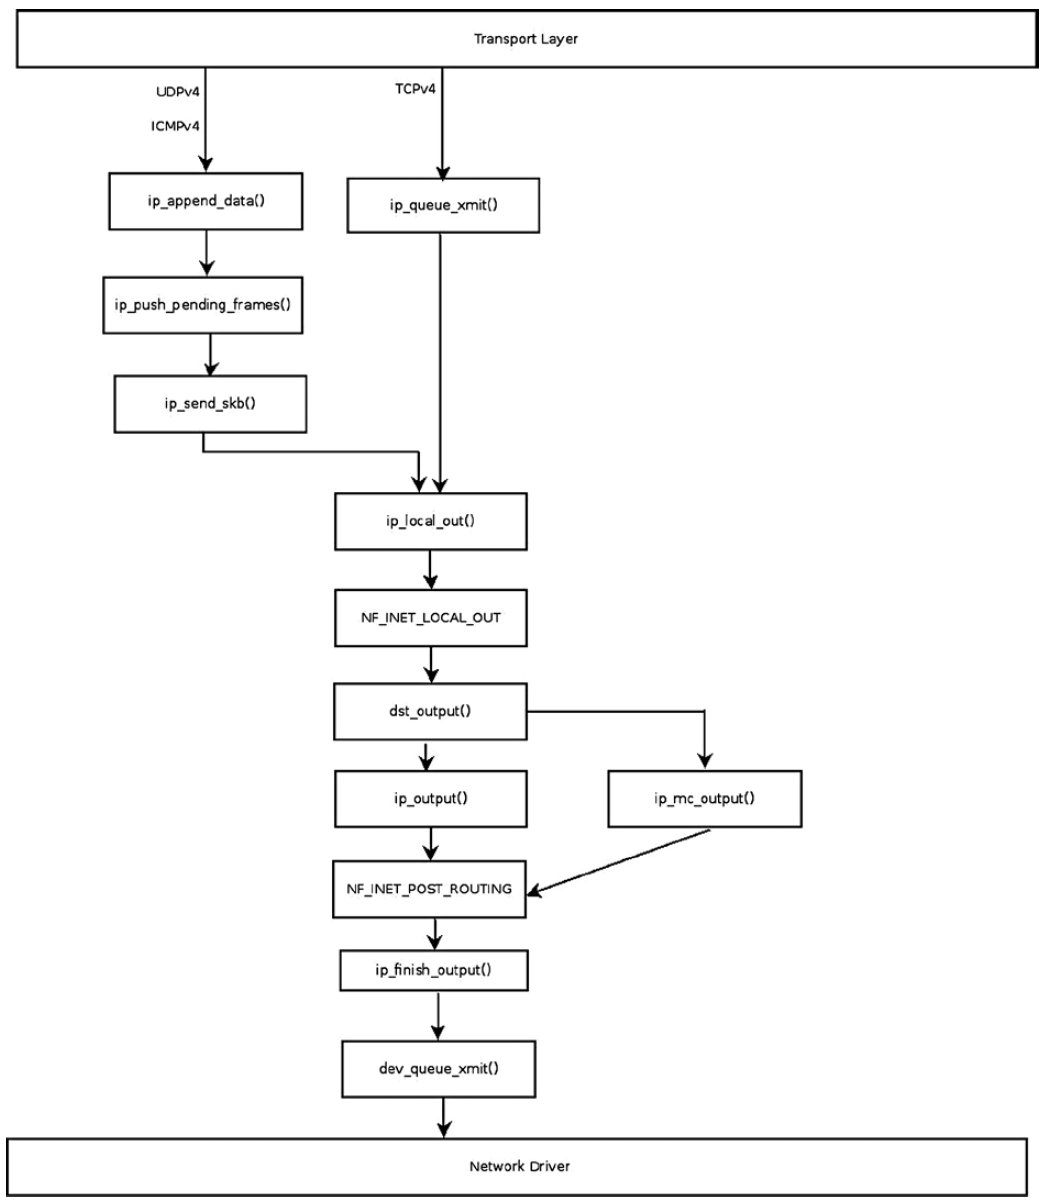 Transport Layer
UDPv4
TCPv4
ICMPv4
ip_append_data()
ip_queue_xmit()
ip_push_pending_frames()
ip_send_skb()
ip_local_out()
NF_INET_LOCAL_OUT
dst_output()
ip_output()
ip_mc_output()
NF_INET_POST_ROUTING
ip_finish_output()
dev_queue_xmit()
Network Driver